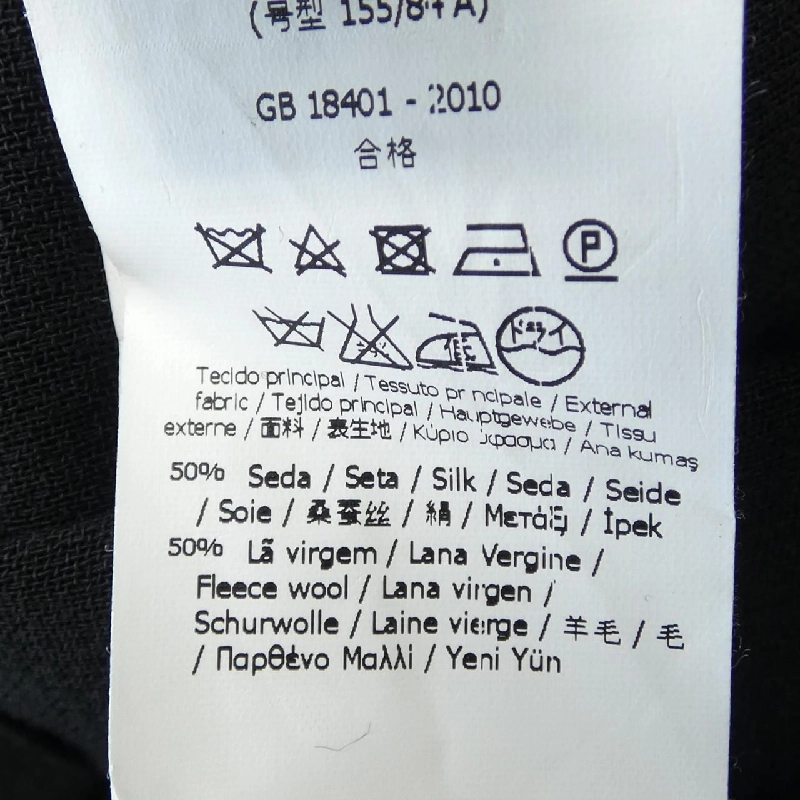 (号型 155/84 A)
GB 18401 - 2010
合格
P
ドライ
Tecido principal / Tessuto principale / External
fabric / Tejido principal / Hauptgewebe / Tissu
externe / 面料 / 表生地 / Κύριο ύφασμα / Ana kumaş
50% Seda / Seta / Silk / Seda / Seide
/ Soie / 桑蚕丝 / 絹 / Μετάξι / İpek
50% Lã virgem / Lana Vergine /
Fleece wool / Lana virgen /
Schurwolle / Laine vierge / 羊毛 / 毛
/ Παρθένο Μαλλί / Yeni Yün